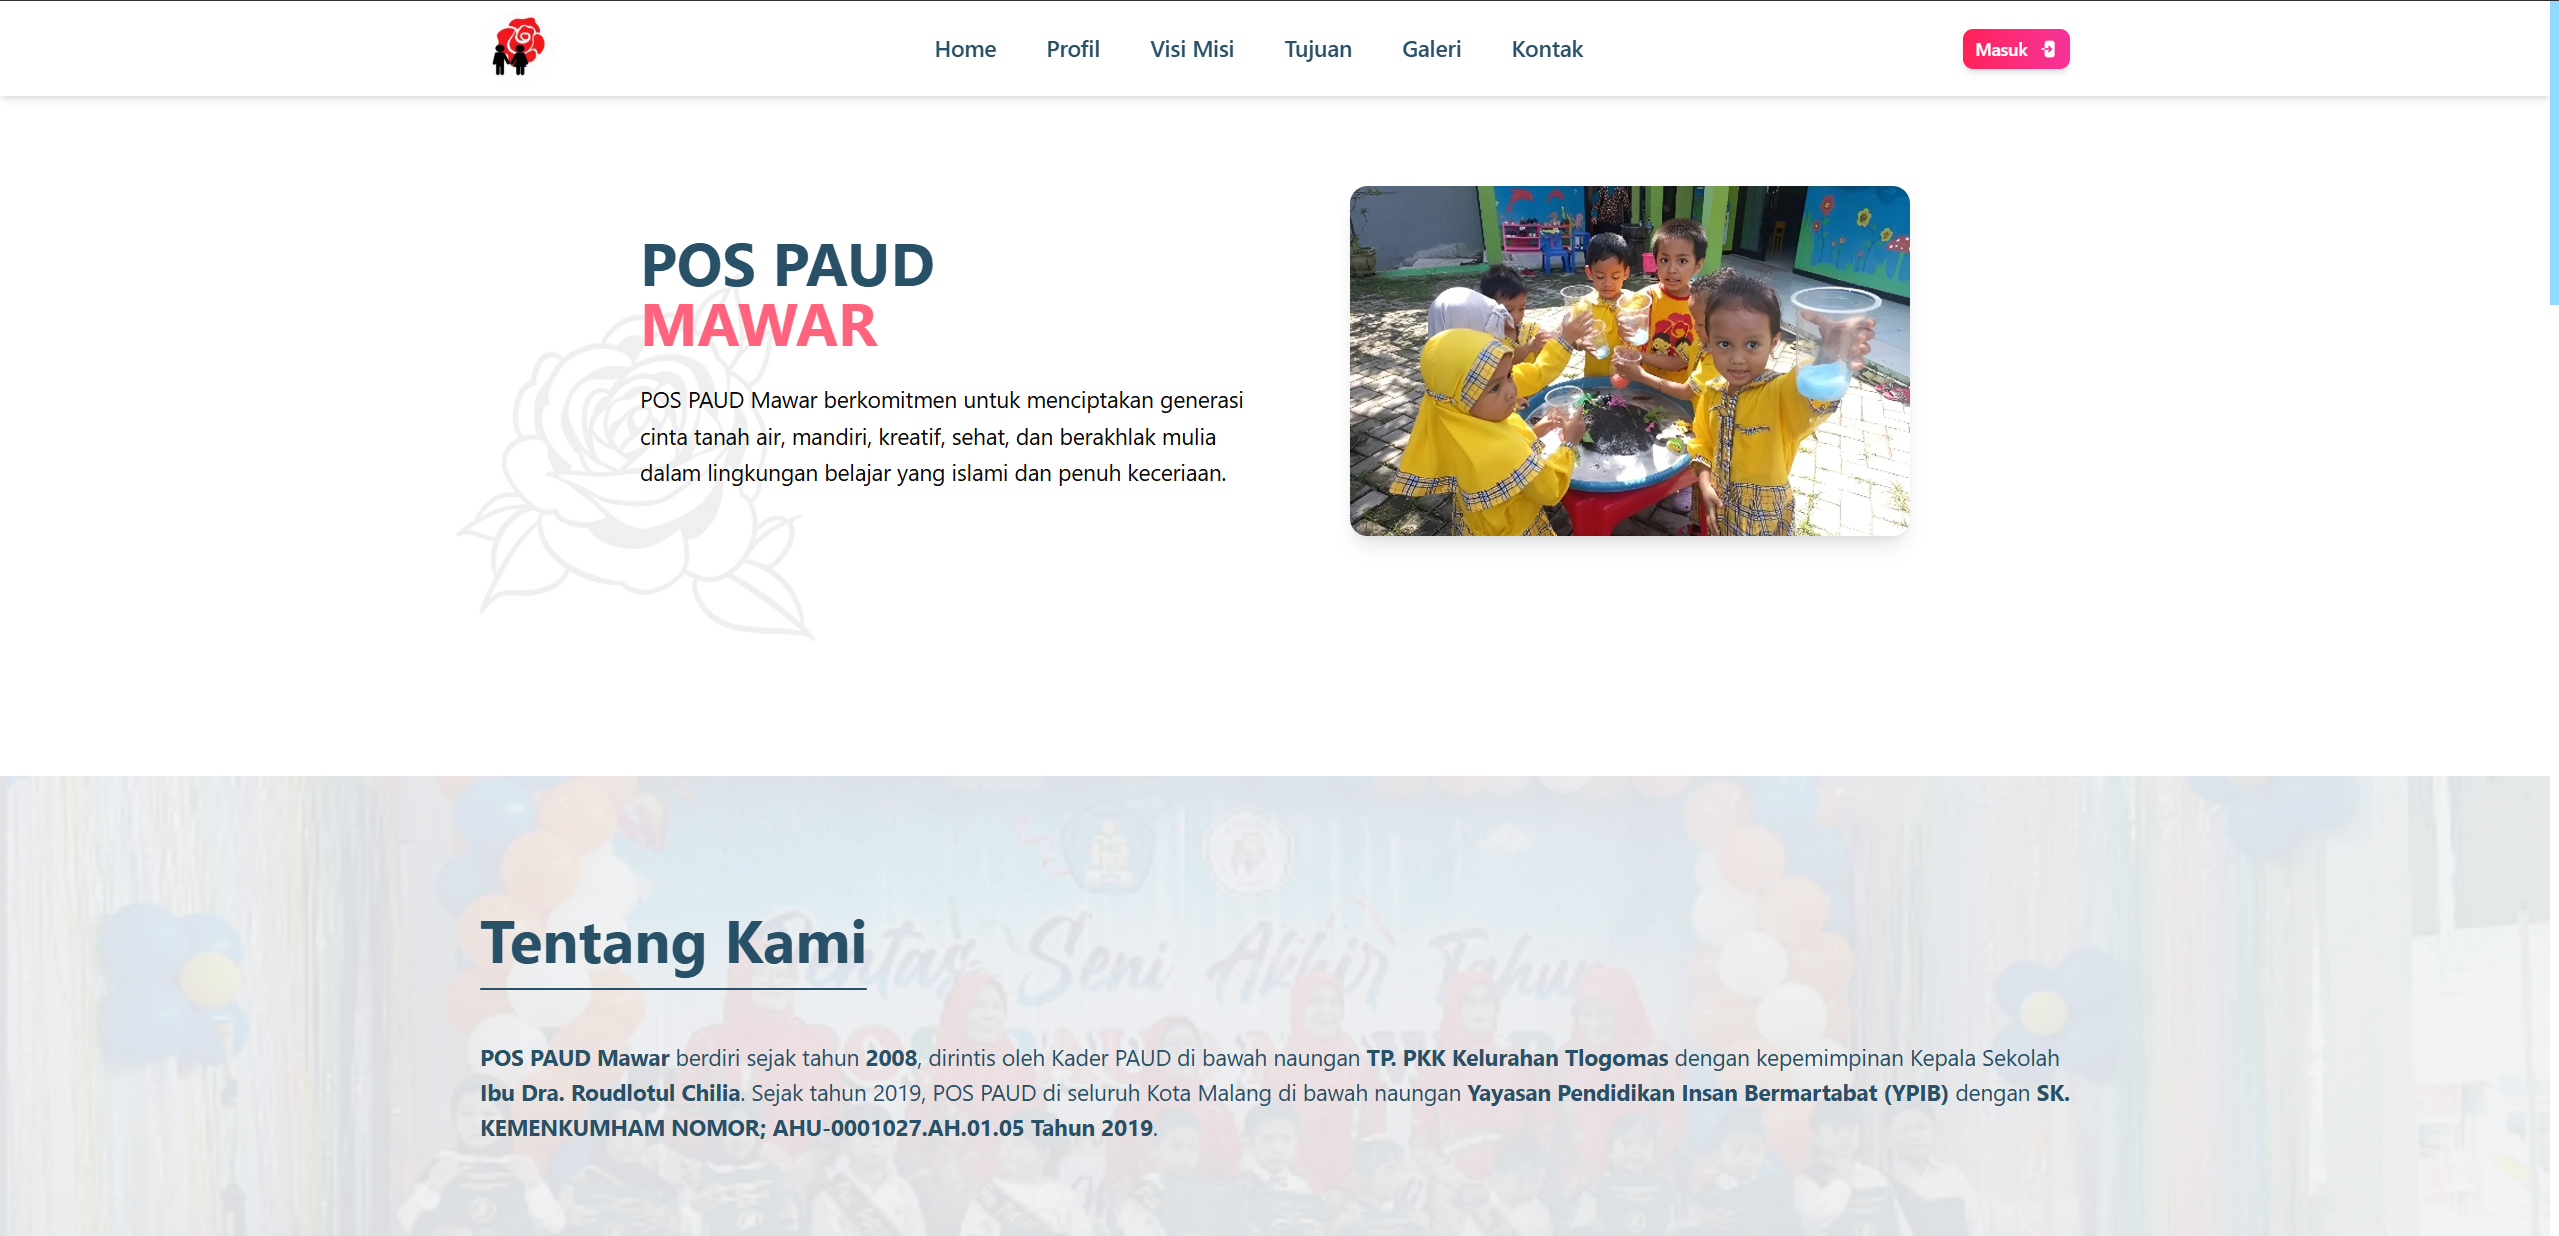 Home Profil Visi Misi Tujuan Galeri Kontak Masuk
POS PAUD
MAWAR
POS PAUD Mawar berkomitmen untuk menciptakan generasi
cinta tanah air, mandiri, kreatif, sehat, dan berakhlak mulia
dalam lingkungan belajar yang islami dan penuh keceriaan.
Pentas Seni Akhir Tahun
Tentang Kami
POS PAUD Mawar berdiri sejak tahun 2008, dirintis oleh Kader PAUD di bawah naungan TP. PKK Kelurahan Tlogomas dengan kepemimpinan Kepala Sekolah
Ibu Dra. Roudlotul Chilia. Sejak tahun 2019, POS PAUD di seluruh Kota Malang di bawah naungan Yayasan Pendidikan Insan Bermartabat (YPIB) dengan SK.
KEMENKUMHAM NOMOR; AHU-0001027.AH.01.05 Tahun 2019.